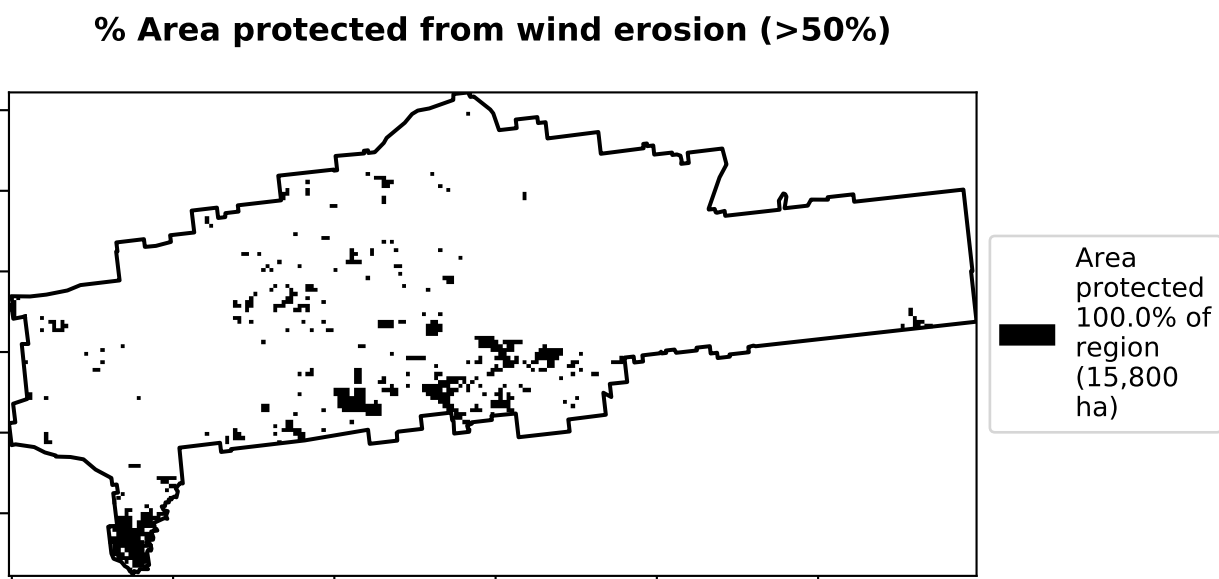 % Area protected from wind erosion (>50%)
Area
protected
100.0% of
region
(15,800
ha)